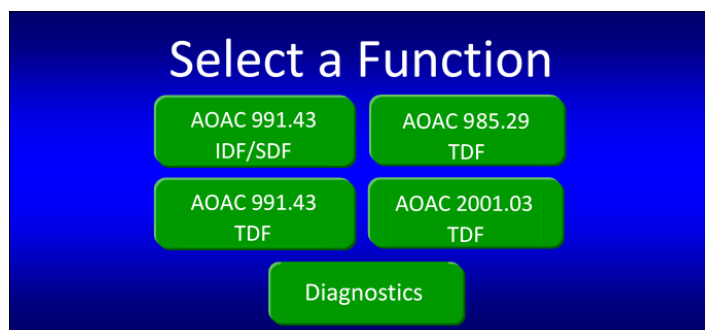 Select a Function
AOAC 991.43
IDF/SDF
AOAC 985.29
TDF
AOAC 991.43
TDF
AOAC 2001.03
TDF
Diagnostics